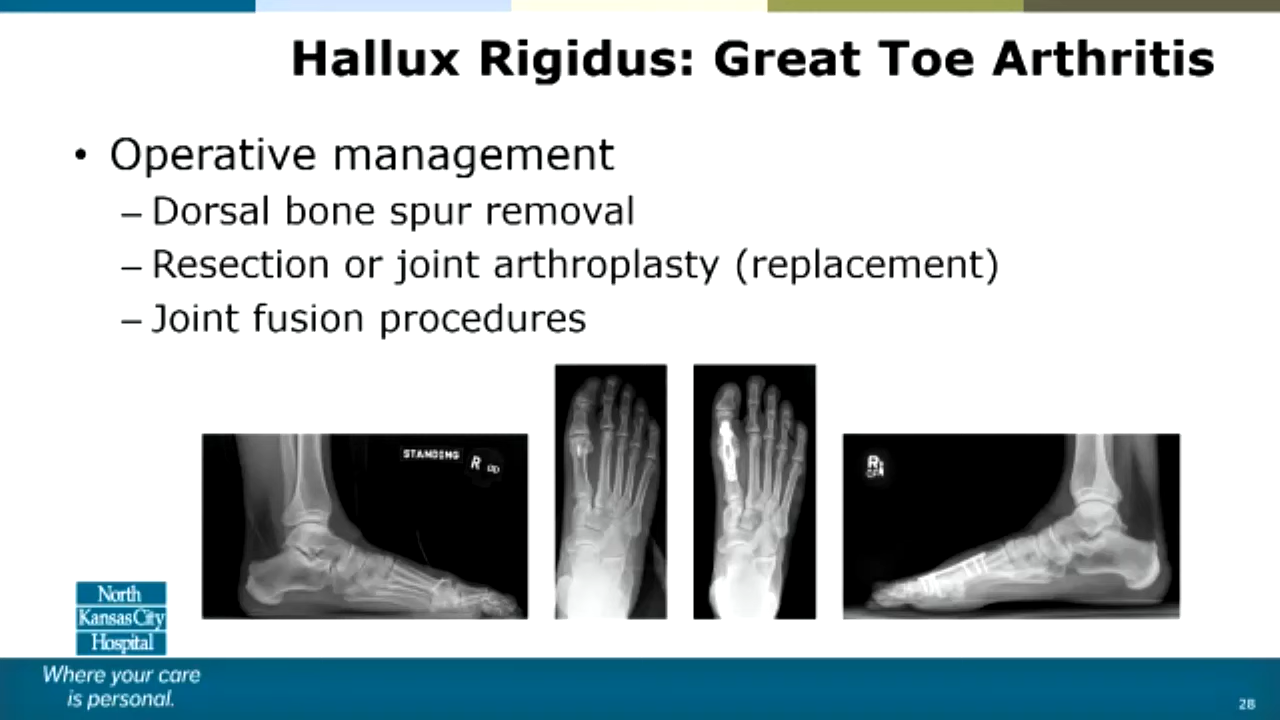 Hallux Rigidus: Great Toe Arthritis
• Operative management
– Dorsal bone spur removal
– Resection or joint arthroplasty (replacement)
– Joint fusion procedures
STANDING R
R
North
Kansas City
Hospital
Where your care
is personal.
28